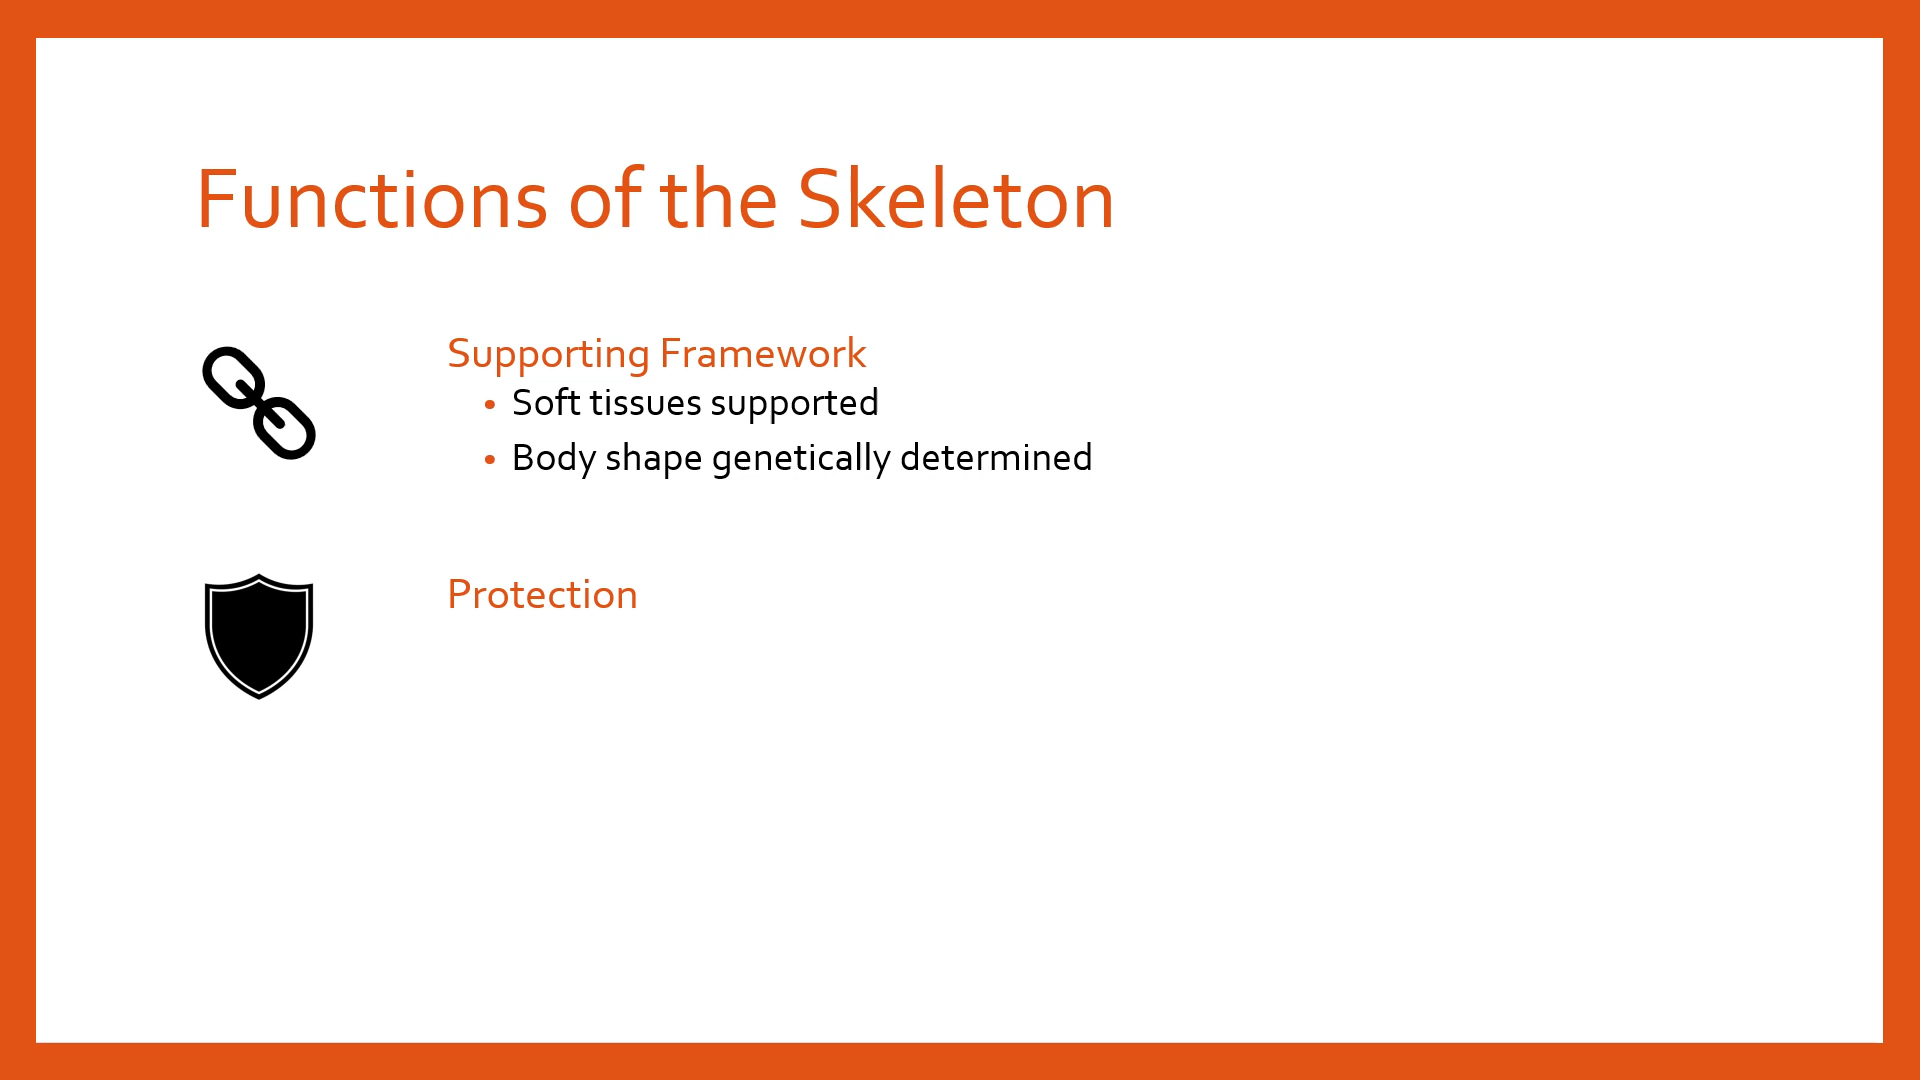 Functions of the Skeleton
Supporting Framework
• Soft tissues supported
• Body shape genetically determined
Protection